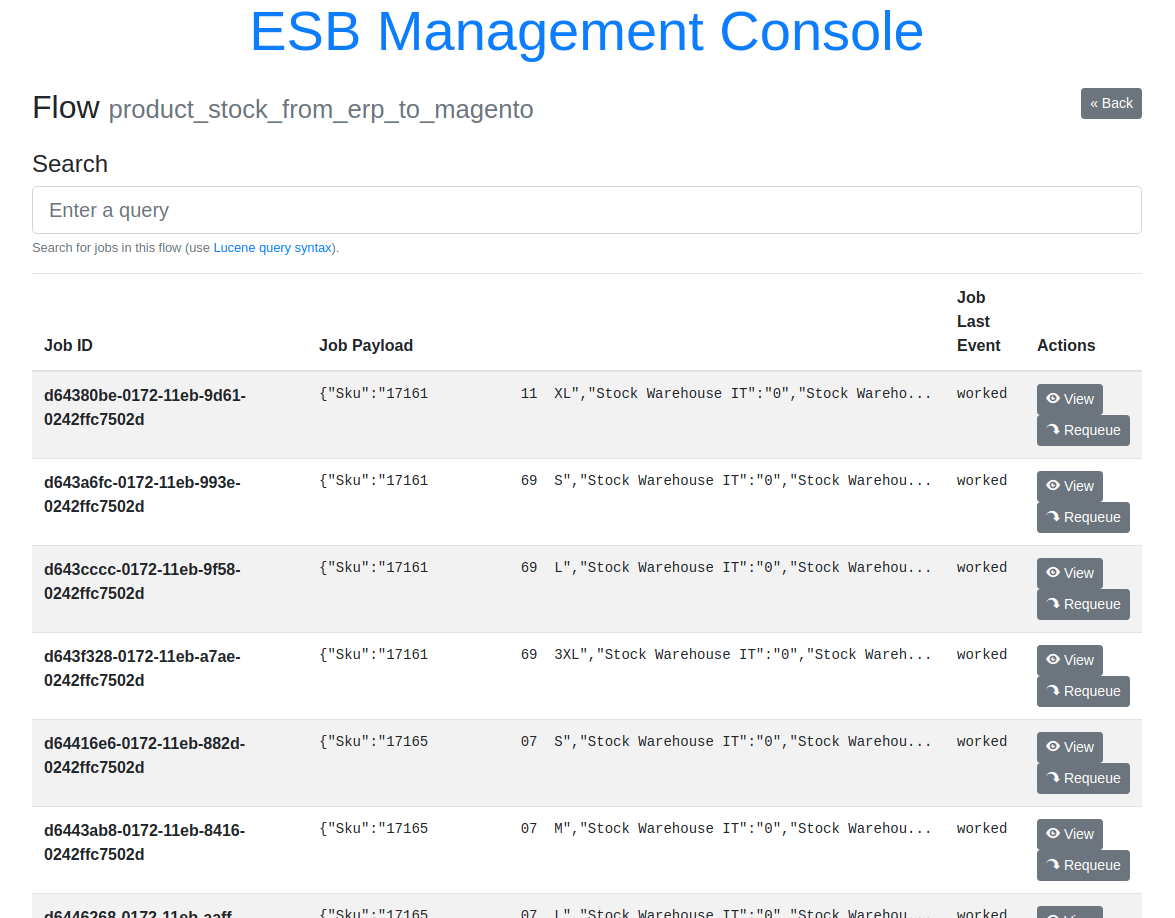 ESB Management Console
Flow product_stock_from_erp_to_magento
« Back
Search
Enter a query
Search for jobs in this flow (use Lucene query syntax).
Job ID Job Payload Job Last Event Actions
d64380be-0172-11eb-9d61-0242ffc7502d {"Sku":"17161           11  XL","Stock Warehouse IT":"0","Stock Wareho... worked View
Requeue
d643a6fc-0172-11eb-993e-0242ffc7502d {"Sku":"17161           69  S","Stock Warehouse IT":"0","Stock Warehou... worked View
Requeue
d643cccc-0172-11eb-9f58-0242ffc7502d {"Sku":"17161           69  L","Stock Warehouse IT":"0","Stock Warehou... worked View
Requeue
d643f328-0172-11eb-a7ae-0242ffc7502d {"Sku":"17161           69  3XL","Stock Warehouse IT":"0","Stock Wareh... worked View
Requeue
d64416e6-0172-11eb-882d-0242ffc7502d {"Sku":"17165           07  S","Stock Warehouse IT":"0","Stock Warehou... worked View
Requeue
d6443ab8-0172-11eb-8416-0242ffc7502d {"Sku":"17165           07  M","Stock Warehouse IT":"0","Stock Warehou... worked View
Requeue
d6446268-0172-11eb-aaff- {"Sku":"17165           07  L","Stock Warehouse IT":"0","Stock Warehou... worked View